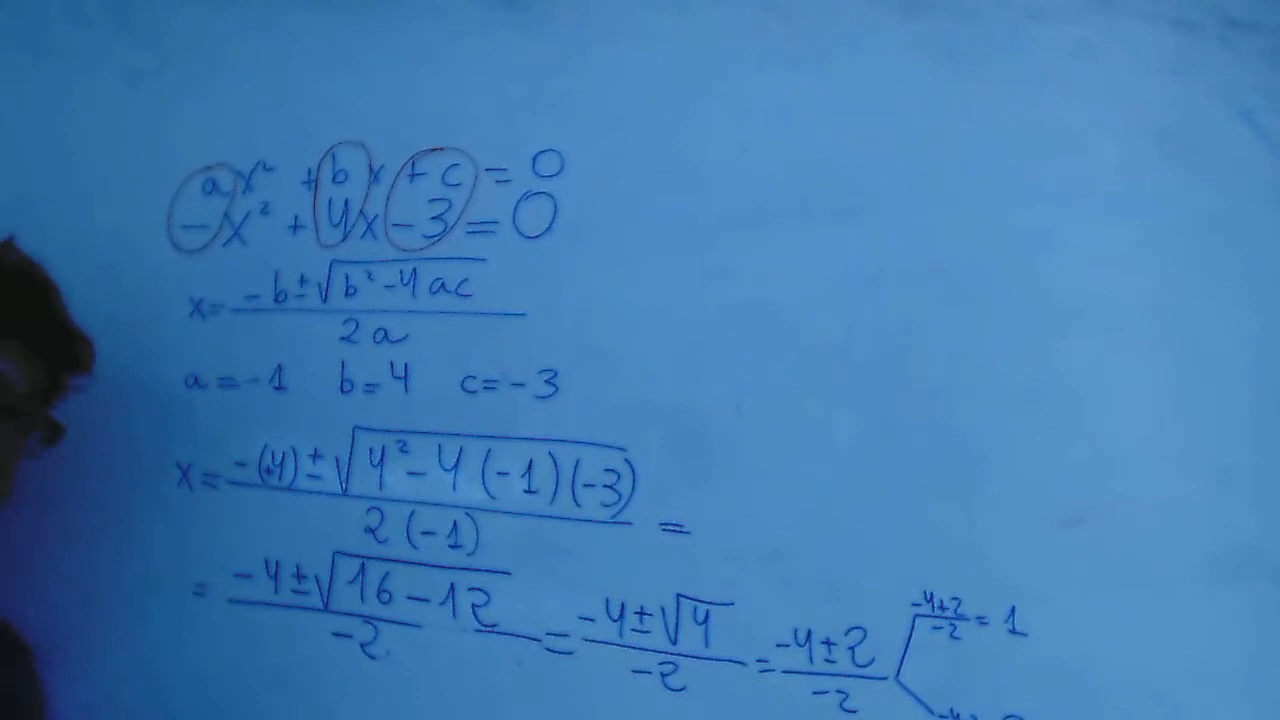 ax² + bx + c = 0
-x² + 4x - 3 = 0
x = (-b ± √(b² - 4ac)) / 2a
a = -1 b = 4 c = -3
x = (-(+4) ± √(4² - 4(-1)(-3))) / 2(-1) =
= (-4 ± √(16 - 12)) / -2 = (-4 ± √4) / -2 = (-4 ± 2) / -2
(-4+2) / -2 = 1